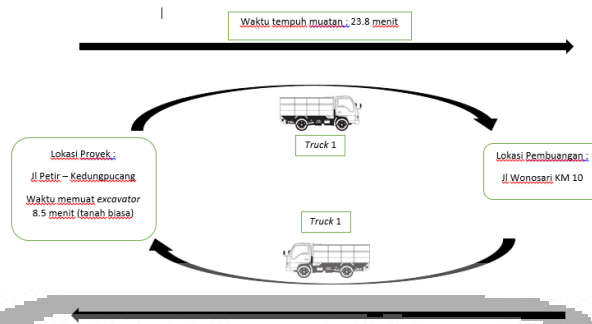 Waktu tempuh muatan : 23.8 menit
Truck 1
Lokasi Proyek :
Jl Petir – Kedungpucang
Waktu memuat excavator
8.5 menit (tanah biasa)
Lokasi Pembuangan :
Jl Wonosari KM 10
Truck 1